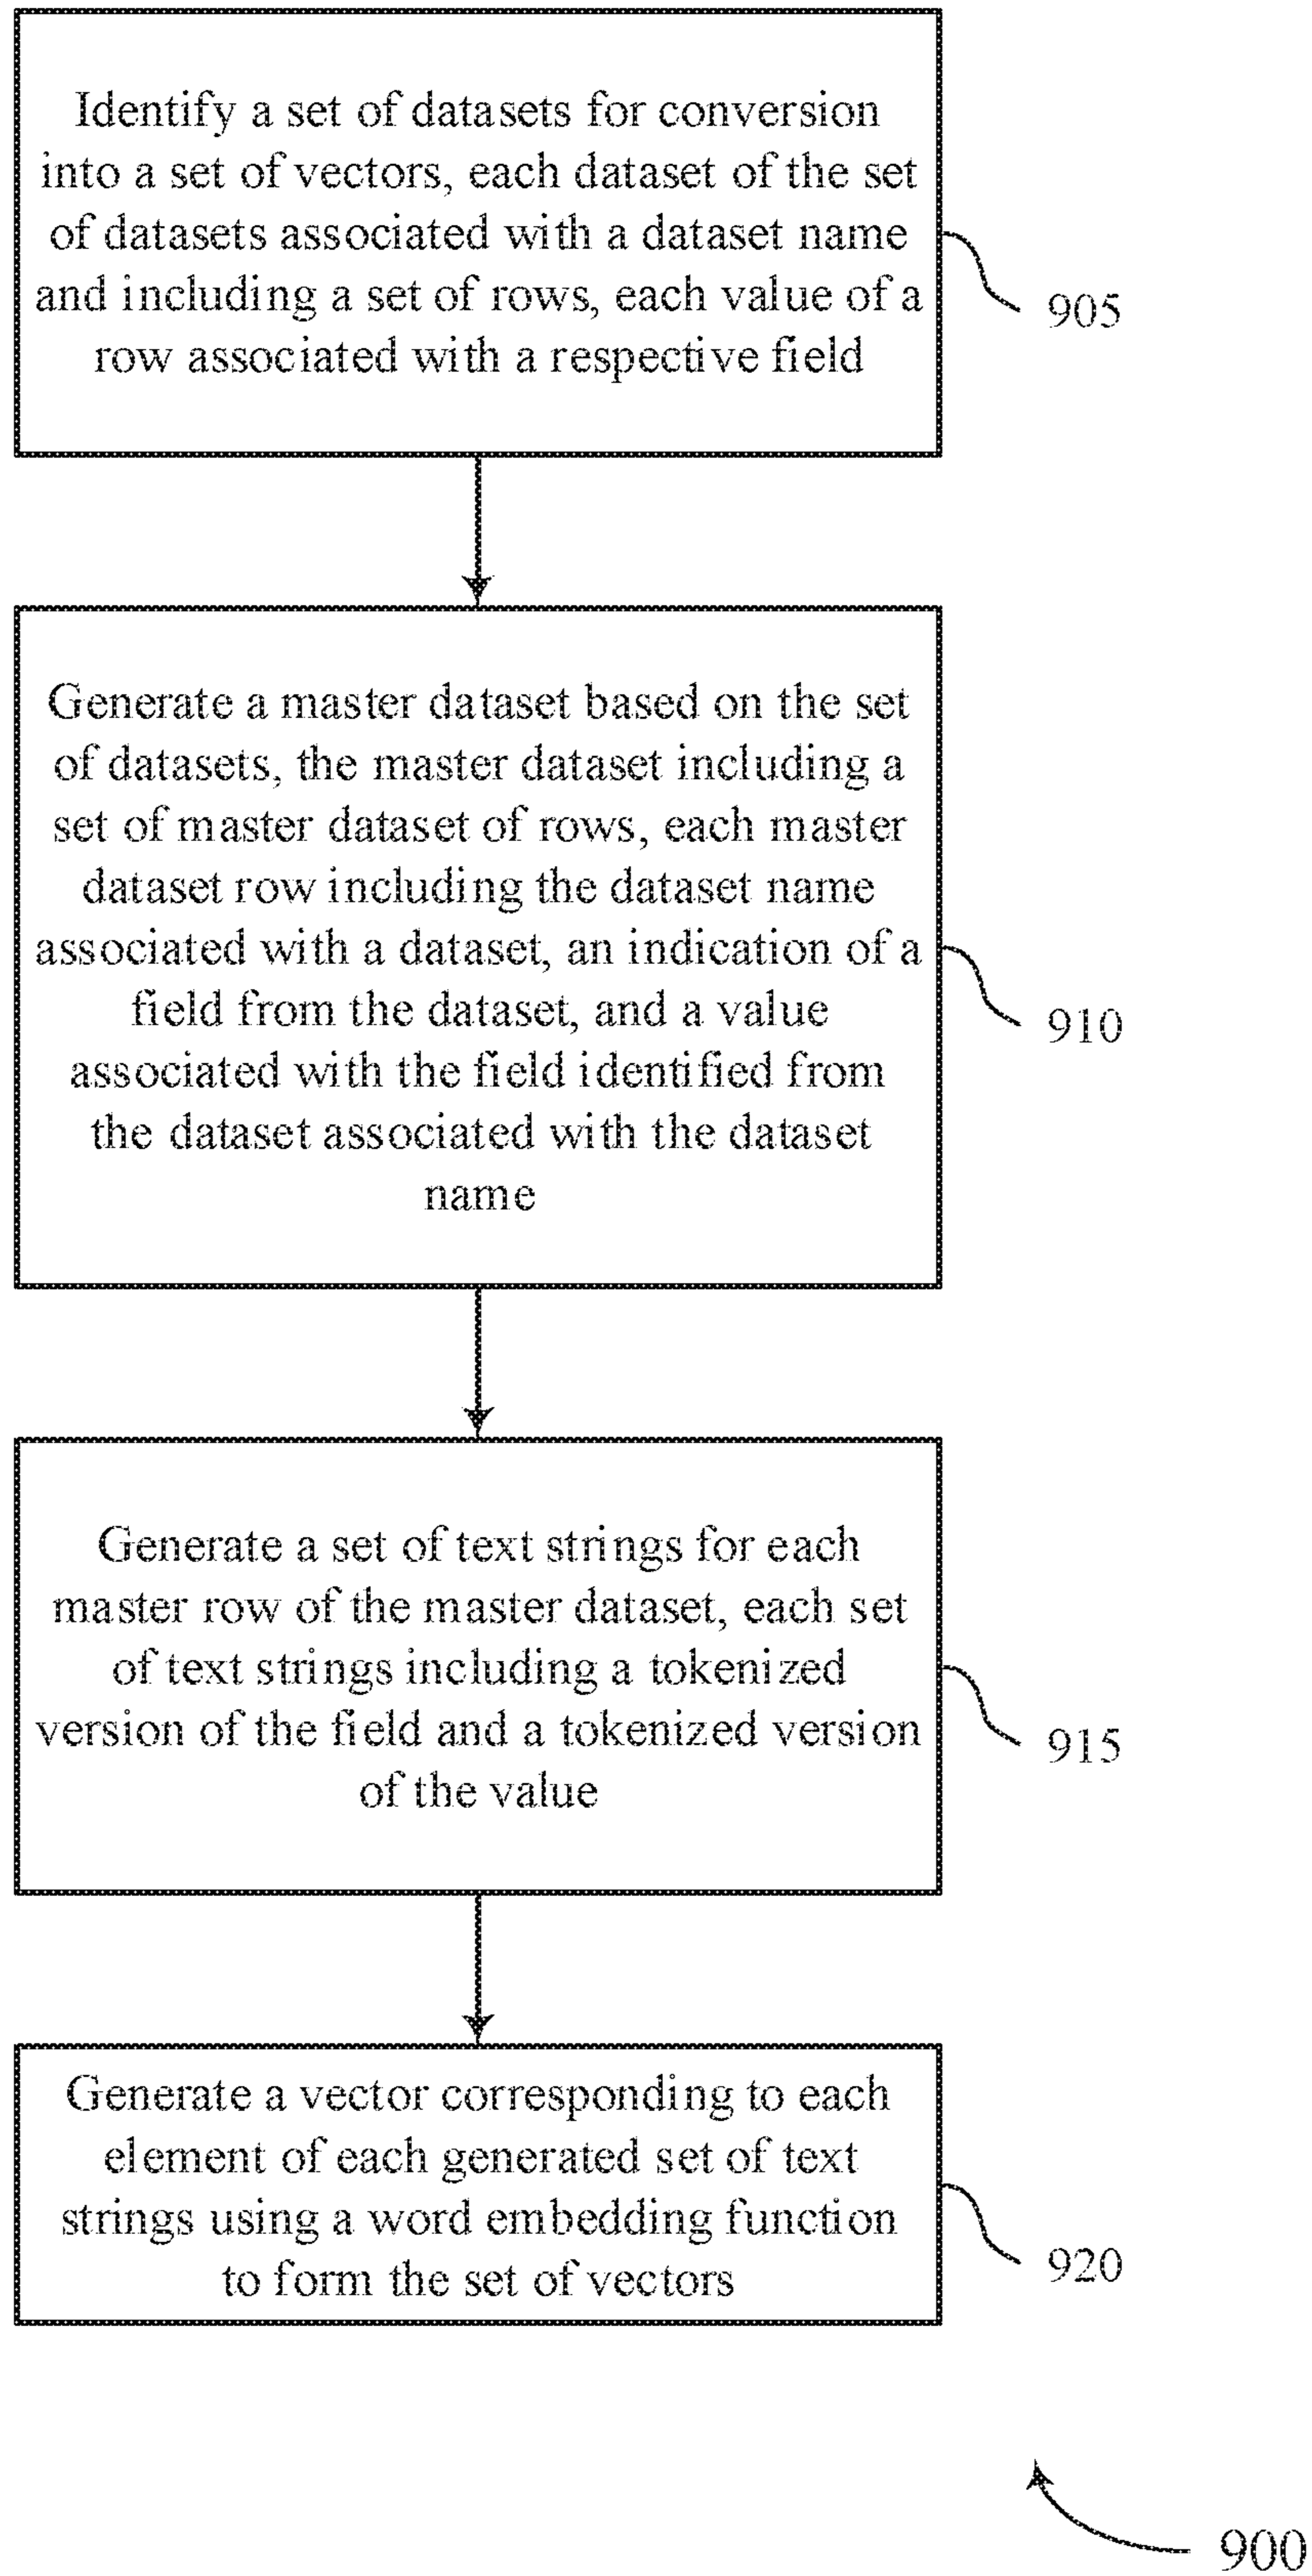 Identify a set of datasets for conversion
into a set of vectors, each dataset of the set
of datasets associated with a dataset name
and including a set of rows, each value of a
row associated with a respective field
905
Generate a master dataset based on the set
of datasets, the master dataset including a
set of master dataset of rows, each master
dataset row including the dataset name
associated with a dataset, an indication of a
field from the dataset, and a value
associated with the field identified from
the dataset associated with the dataset
name
910
Generate a set of text strings for each
master row of the master dataset, each set
of text strings including a tokenized
version of the field and a tokenized version
of the value
915
Generate a vector corresponding to each
element of each generated set of text
strings using a word embedding function
to form the set of vectors
920
900